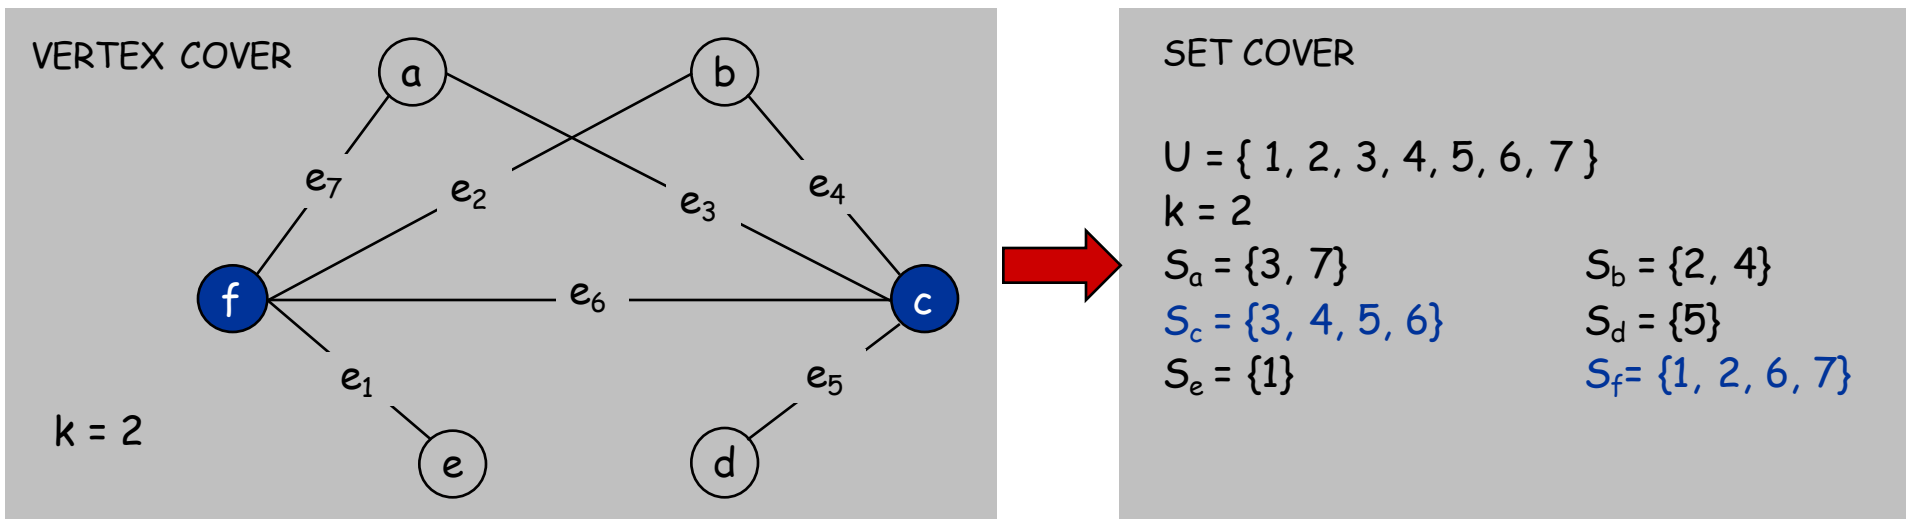 VERTEX COVER
a
b
e7
e2
e3
e4
f
e6
c
e1
e5
k = 2
e
d
SET COVER
U = { 1, 2, 3, 4, 5, 6, 7 }
k = 2
Sa = {3, 7} Sb = {2, 4}
Sc = {3, 4, 5, 6} Sd = {5}
Se = {1} Sf= {1, 2, 6, 7}